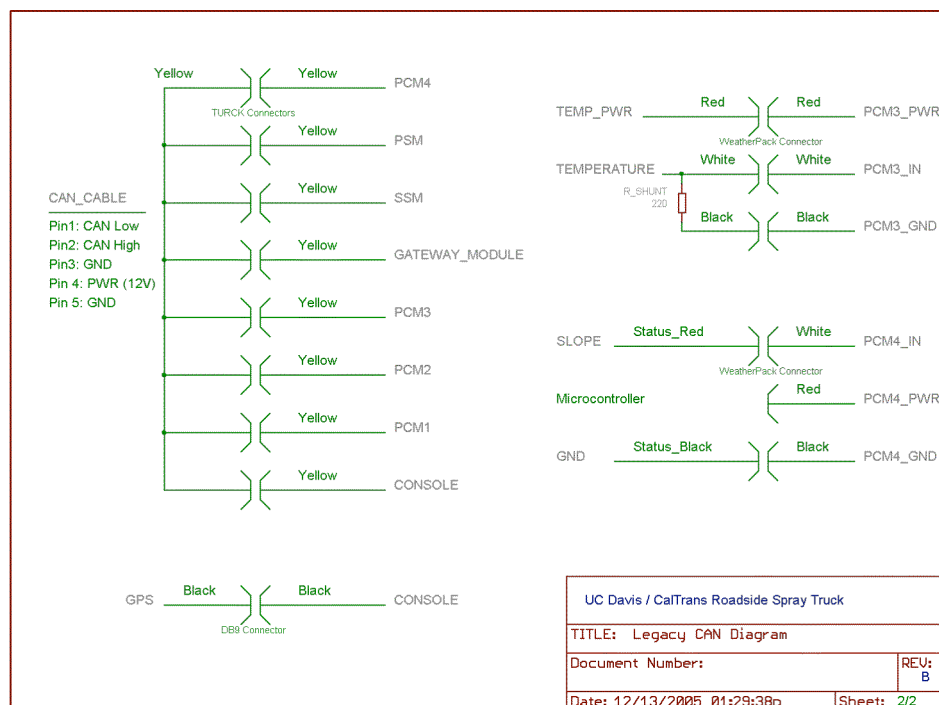 Yellow
Yellow
PCM4
TURCK Connectors
Yellow
PSM
Yellow
SSM
CAN_CABLE
Pin1: CAN Low
Pin2: CAN High
Pin3: GND
Pin 4: PWR (12V)
Pin 5: GND
Yellow
GATEWAY_MODULE
Yellow
PCM3
Yellow
PCM2
Yellow
PCM1
Yellow
CONSOLE
GPS
Black
Black
CONSOLE
DB9 Connector
TEMP_PWR
Red
Red
PCM3_PWR
WeatherPack Connector
TEMPERATURE
White
White
PCM3_IN
R_SHUNT
220
Black
Black
PCM3_GND
SLOPE
Status_Red
White
PCM4_IN
WeatherPack Connector
Microcontroller
Red
PCM4_PWR
GND
Status_Black
Black
PCM4_GND
UC Davis / CalTrans Roadside Spray Truck
TITLE: Legacy CAN Diagram
Document Number:
REV:
B
Date: 12/13/2005 01:29:38p
Sheet: 2/2